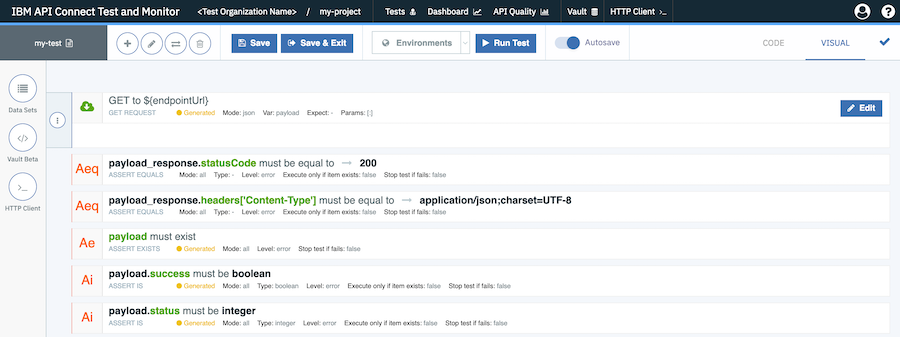 IBM API Connect Test and Monitor <Test Organization Name> / my-project Tests Dashboard API Quality Vault HTTP Client
my-test Save Save & Exit Environments Run Test Autosave CODE VISUAL
Data Sets
Vault Beta
HTTP Client
GET to ${endpointUrl}
GET REQUEST Generated Mode: json Var: payload Expect: - Params: [:]
Edit
Aeq payload_response.statusCode must be equal to → 200
ASSERT EQUALS Mode: all Type: - Level: error Execute only if item exists: false Stop test if fails: false
Aeq payload_response.headers['Content-Type'] must be equal to → application/json;charset=UTF-8
ASSERT EQUALS Mode: all Type: - Level: error Execute only if item exists: false Stop test if fails: false
Ae payload must exist
ASSERT EXISTS Generated Mode: all Level: error Stop test if fails: false
Ai payload.success must be boolean
ASSERT IS Generated Mode: all Type: boolean Level: error Execute only if item exists: false Stop test if fails: false
Ai payload.status must be integer
ASSERT IS Generated Mode: all Type: integer Level: error Execute only if item exists: false Stop test if fails: false